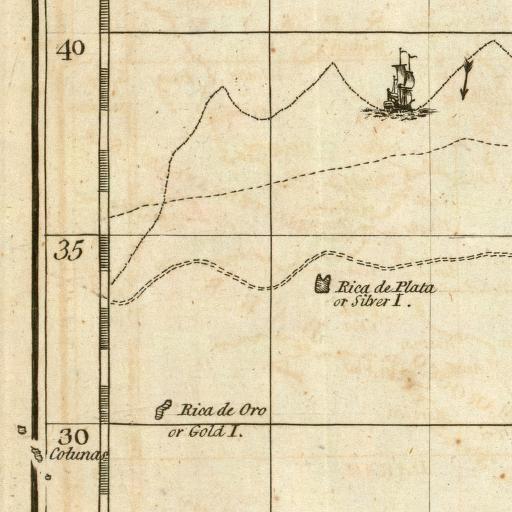 40
35
Rica de Plata
or Silver I.
Rica de Oro
or Gold I.
30
Colunas